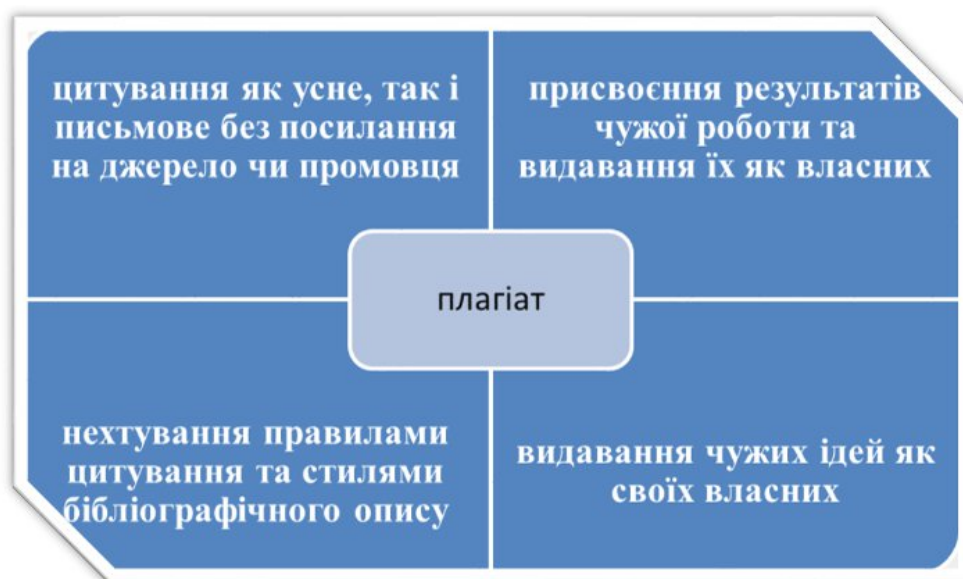 цитування як усне, так і
письмове без посилання
на джерело чи промовця
присвоєння результатів
чужої роботи та
видавання їх як власних
плагіат
нехтування правилами
цитування та стилями
бібліографічного опису
видавання чужих ідей як
своїх власних